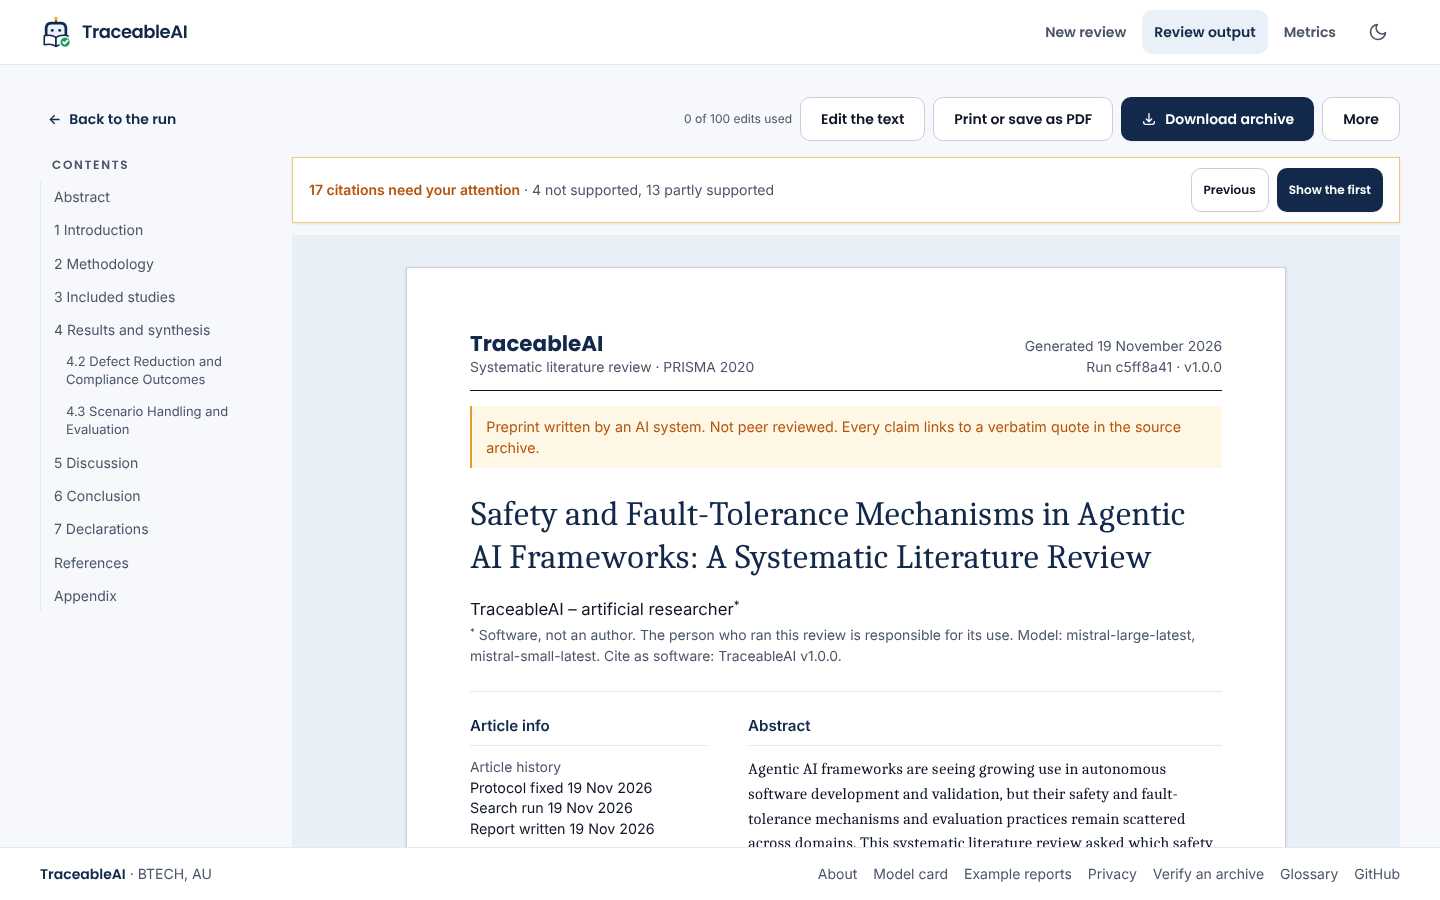 TraceableAI
New review
Review output
Metrics
Back to the run
0 of 100 edits used
Edit the text
Print or save as PDF
Download archive
More
CONTENTS
Abstract
1 Introduction
2 Methodology
3 Included studies
4 Results and synthesis
4.2 Defect Reduction and
Compliance Outcomes
4.3 Scenario Handling and
Evaluation
5 Discussion
6 Conclusion
7 Declarations
References
Appendix
17 citations need your attention · 4 not supported, 13 partly supported
Previous
Show the first
TraceableAI
Systematic literature review · PRISMA 2020
Generated 19 November 2026
Run c5ff8a41 · v1.0.0
Preprint written by an AI system. Not peer reviewed. Every claim links to a verbatim quote in the source
archive.
Safety and Fault-Tolerance Mechanisms in Agentic
AI Frameworks: A Systematic Literature Review
TraceableAI – artificial researcher*
* Software, not an author. The person who ran this review is responsible for its use. Model: mistral-large-latest,
mistral-small-latest. Cite as software: TraceableAI v1.0.0.
Article info
Article history
Protocol fixed 19 Nov 2026
Search run 19 Nov 2026
Report written 19 Nov 2026
Abstract
Agentic AI frameworks are seeing growing use in autonomous
software development and validation, but their safety and fault-
tolerance mechanisms and evaluation practices remain scattered
across domains. This systematic literature review asked which safety
TraceableAI · BTECH, AU
About
Model card
Example reports
Privacy
Verify an archive
Glossary
GitHub